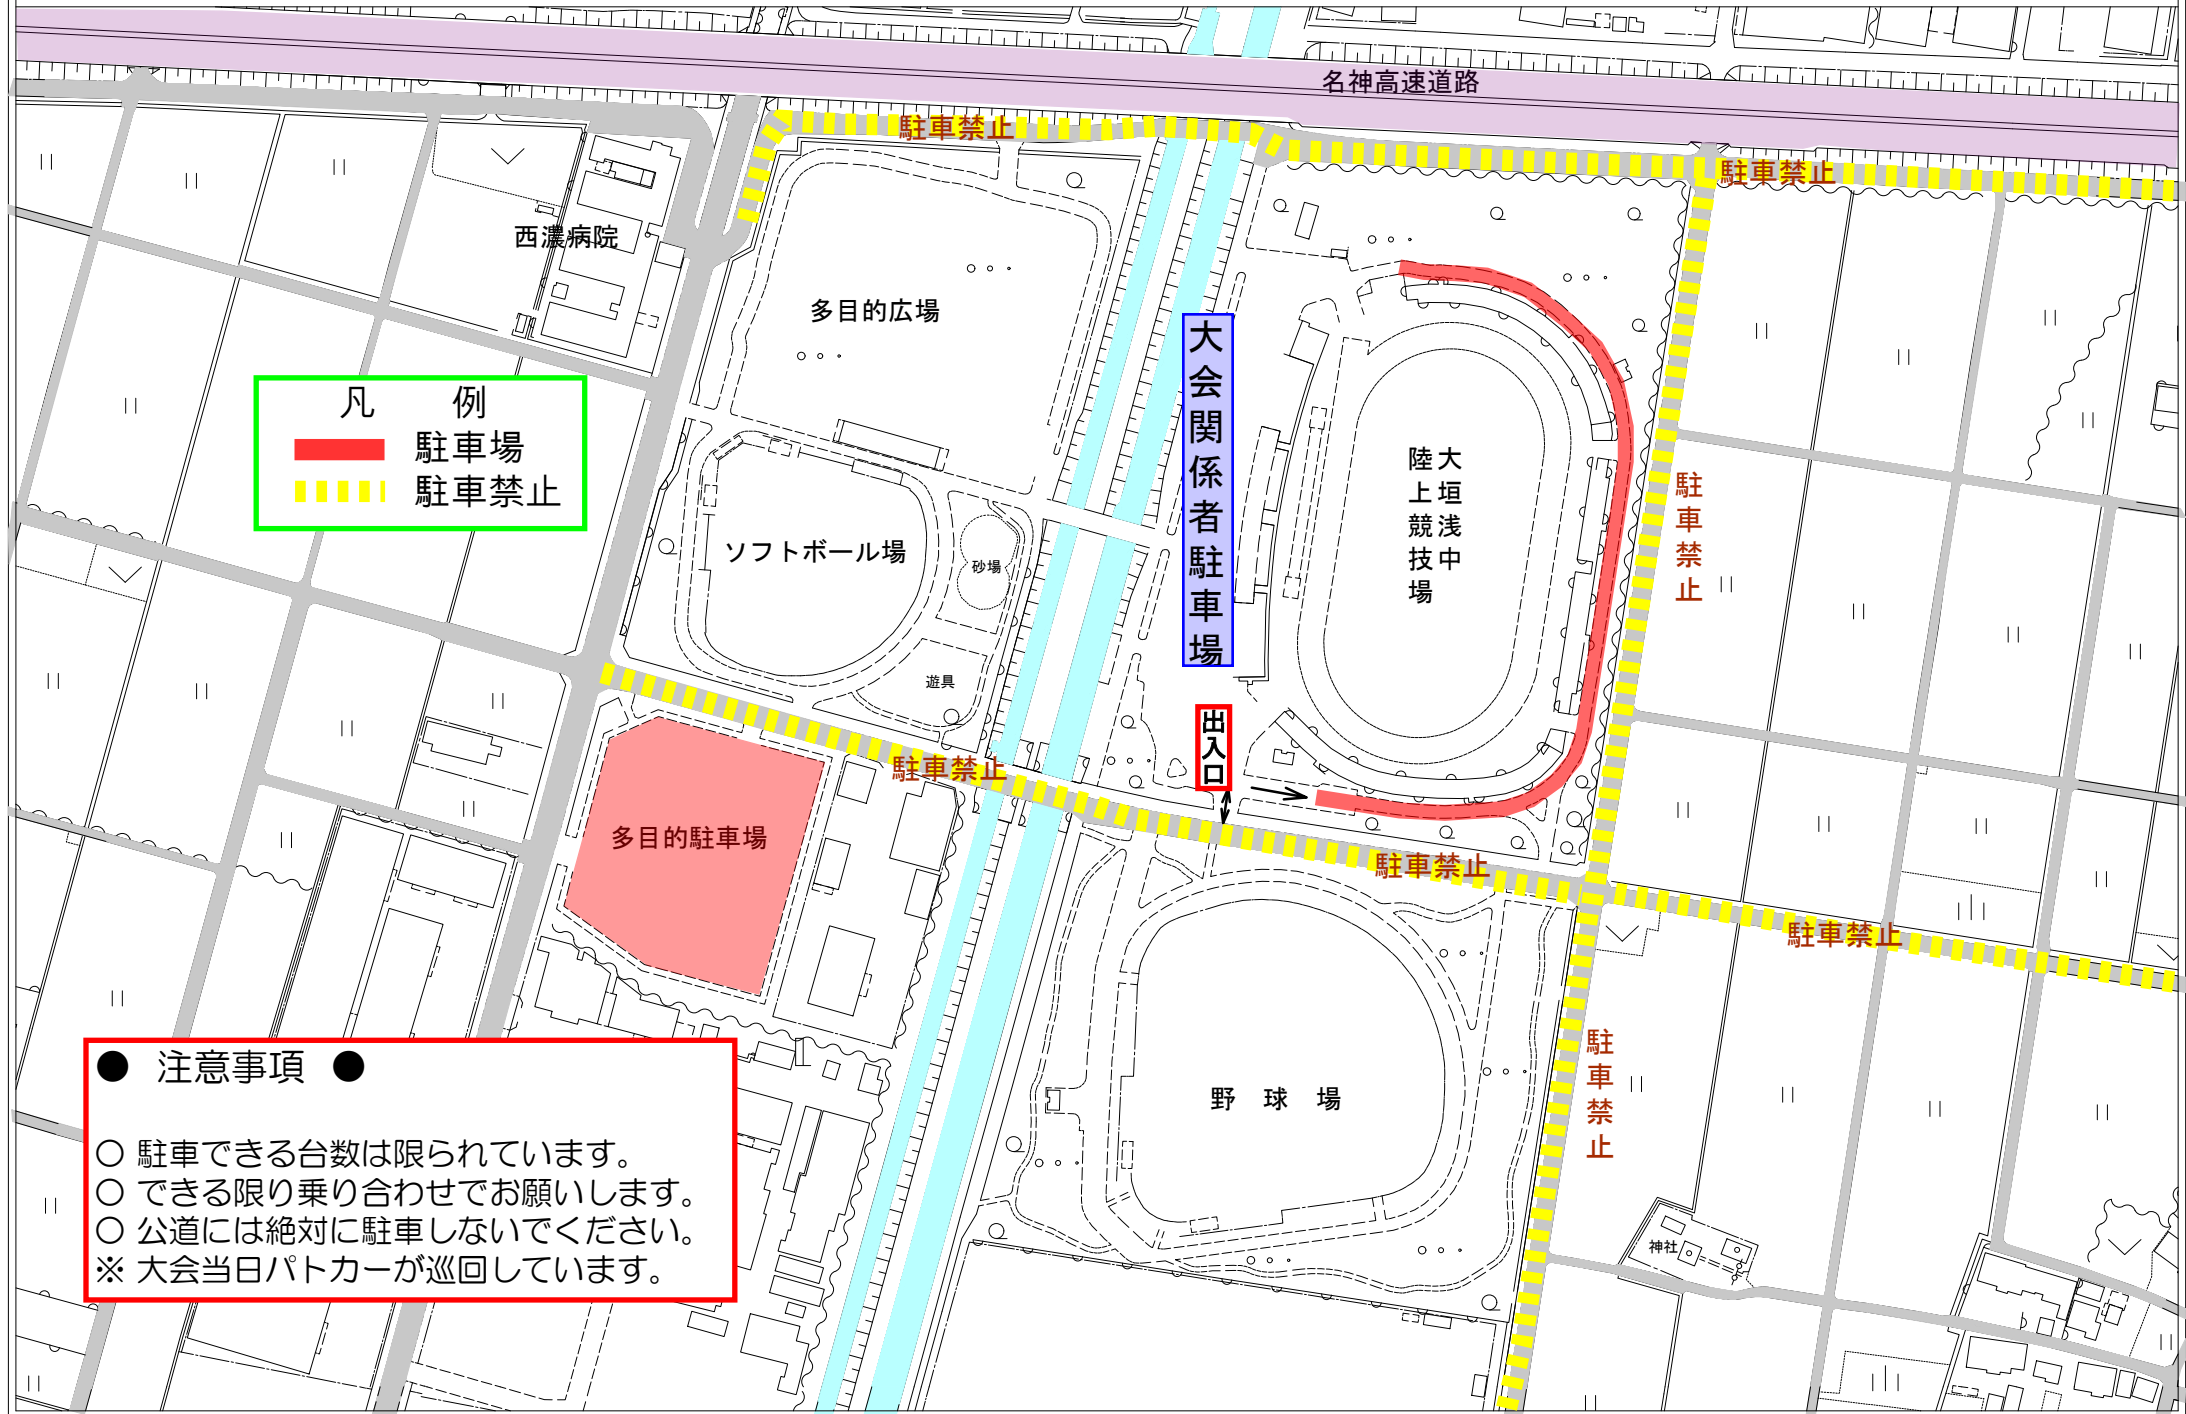 名神高速道路
駐車禁止
駐車禁止
西濃病院
多目的広場
大会関係者駐車場
凡　例
駐車場
駐車禁止
大垣浅中
陸上競技場
駐車禁止
ソフトボール場
砂場
遊具
出入口
駐車禁止
多目的駐車場
駐車禁止
駐車禁止
● 注意事項 ●
○ 駐車できる台数は限られています。
○ できる限り乗り合わせでお願いします。
○ 公道には絶対に駐車しないでください。
※ 大会当日パトカーが巡回しています。
野球場
駐車禁止
神社